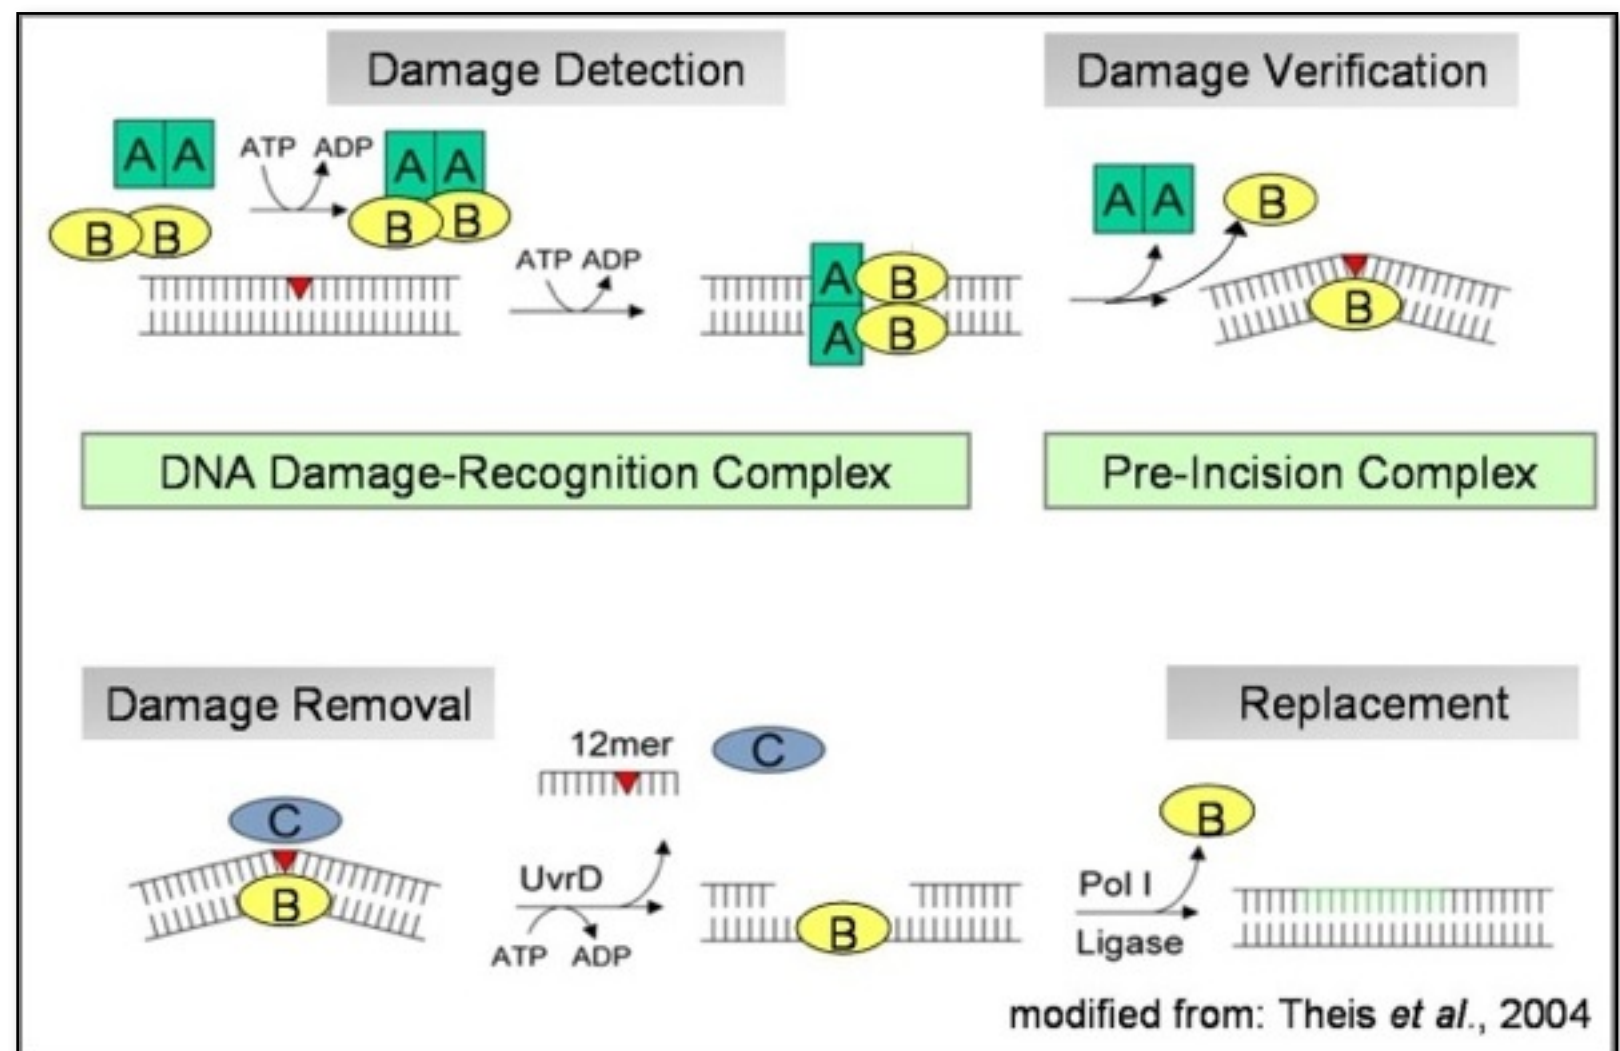 Damage Detection
Damage Verification
A A
ATP ADP
A A
B B
B B
ATP ADP
A B
A B
A A
B
B
DNA Damage-Recognition Complex
Pre-Incision Complex
Damage Removal
Replacement
12mer
C
C
B
UvrD
ATP ADP
B
B
Pol I
Ligase
modified from: Theis et al., 2004